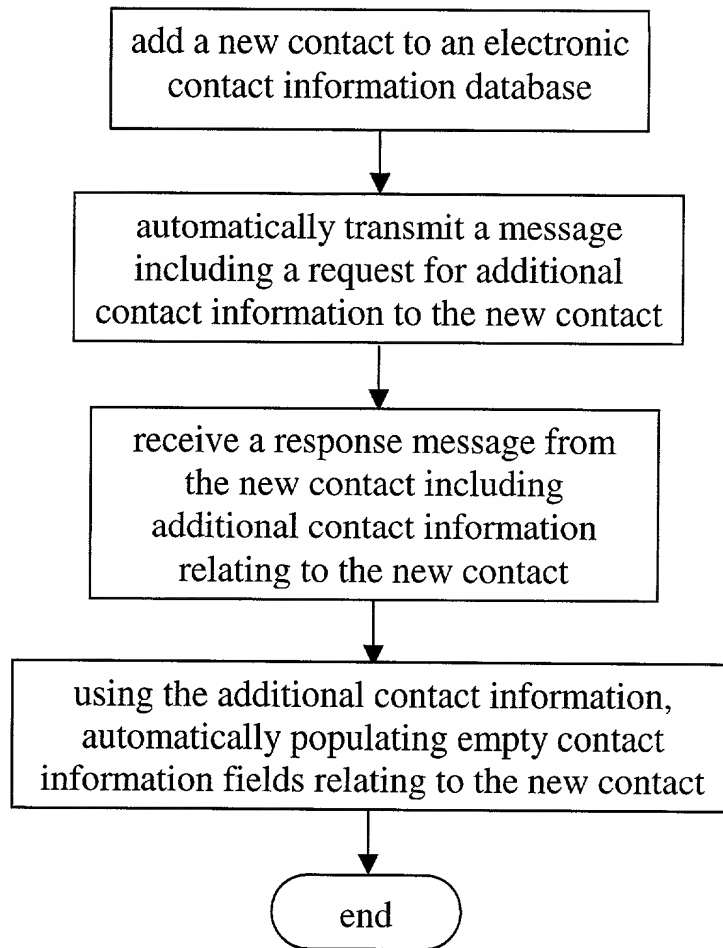 add a new contact to an electronic
contact information database
automatically transmit a message
including a request for additional
contact information to the new contact
receive a response message from
the new contact including
additional contact information
relating to the new contact
using the additional contact information,
automatically populating empty contact
information fields relating to the new contact
end